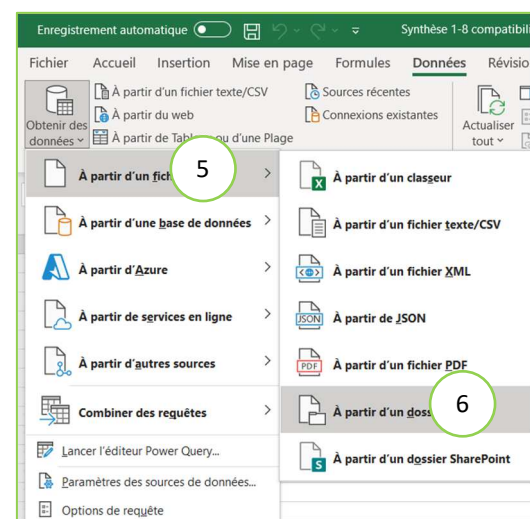 Enregistrement automatique Synthèse 1-8 compatibili
Fichier Accueil Insertion Mise en page Formules Données Révisio
Obtenir des données
À partir d'un fichier texte/CSV
À partir du web
À partir de Tab ou d'une Plage
Sources récentes
Connexions existantes
Actualiser
tout
À partir d'un fich 5
À partir d'une base de données
À partir d'Azure
À partir de services en ligne
À partir d'autres sources
Combiner des requêtes
Lancer l'éditeur Power Query...
Paramètres des sources de données...
Options de requête
À partir d'un classeur
X
À partir d'un fichier texte/CSV
À partir d'un fichier XML
JSON
À partir de JSON
PDF
À partir d'un fichier PDF
À partir d'un doss 6
S
À partir d'un dossier SharePoint